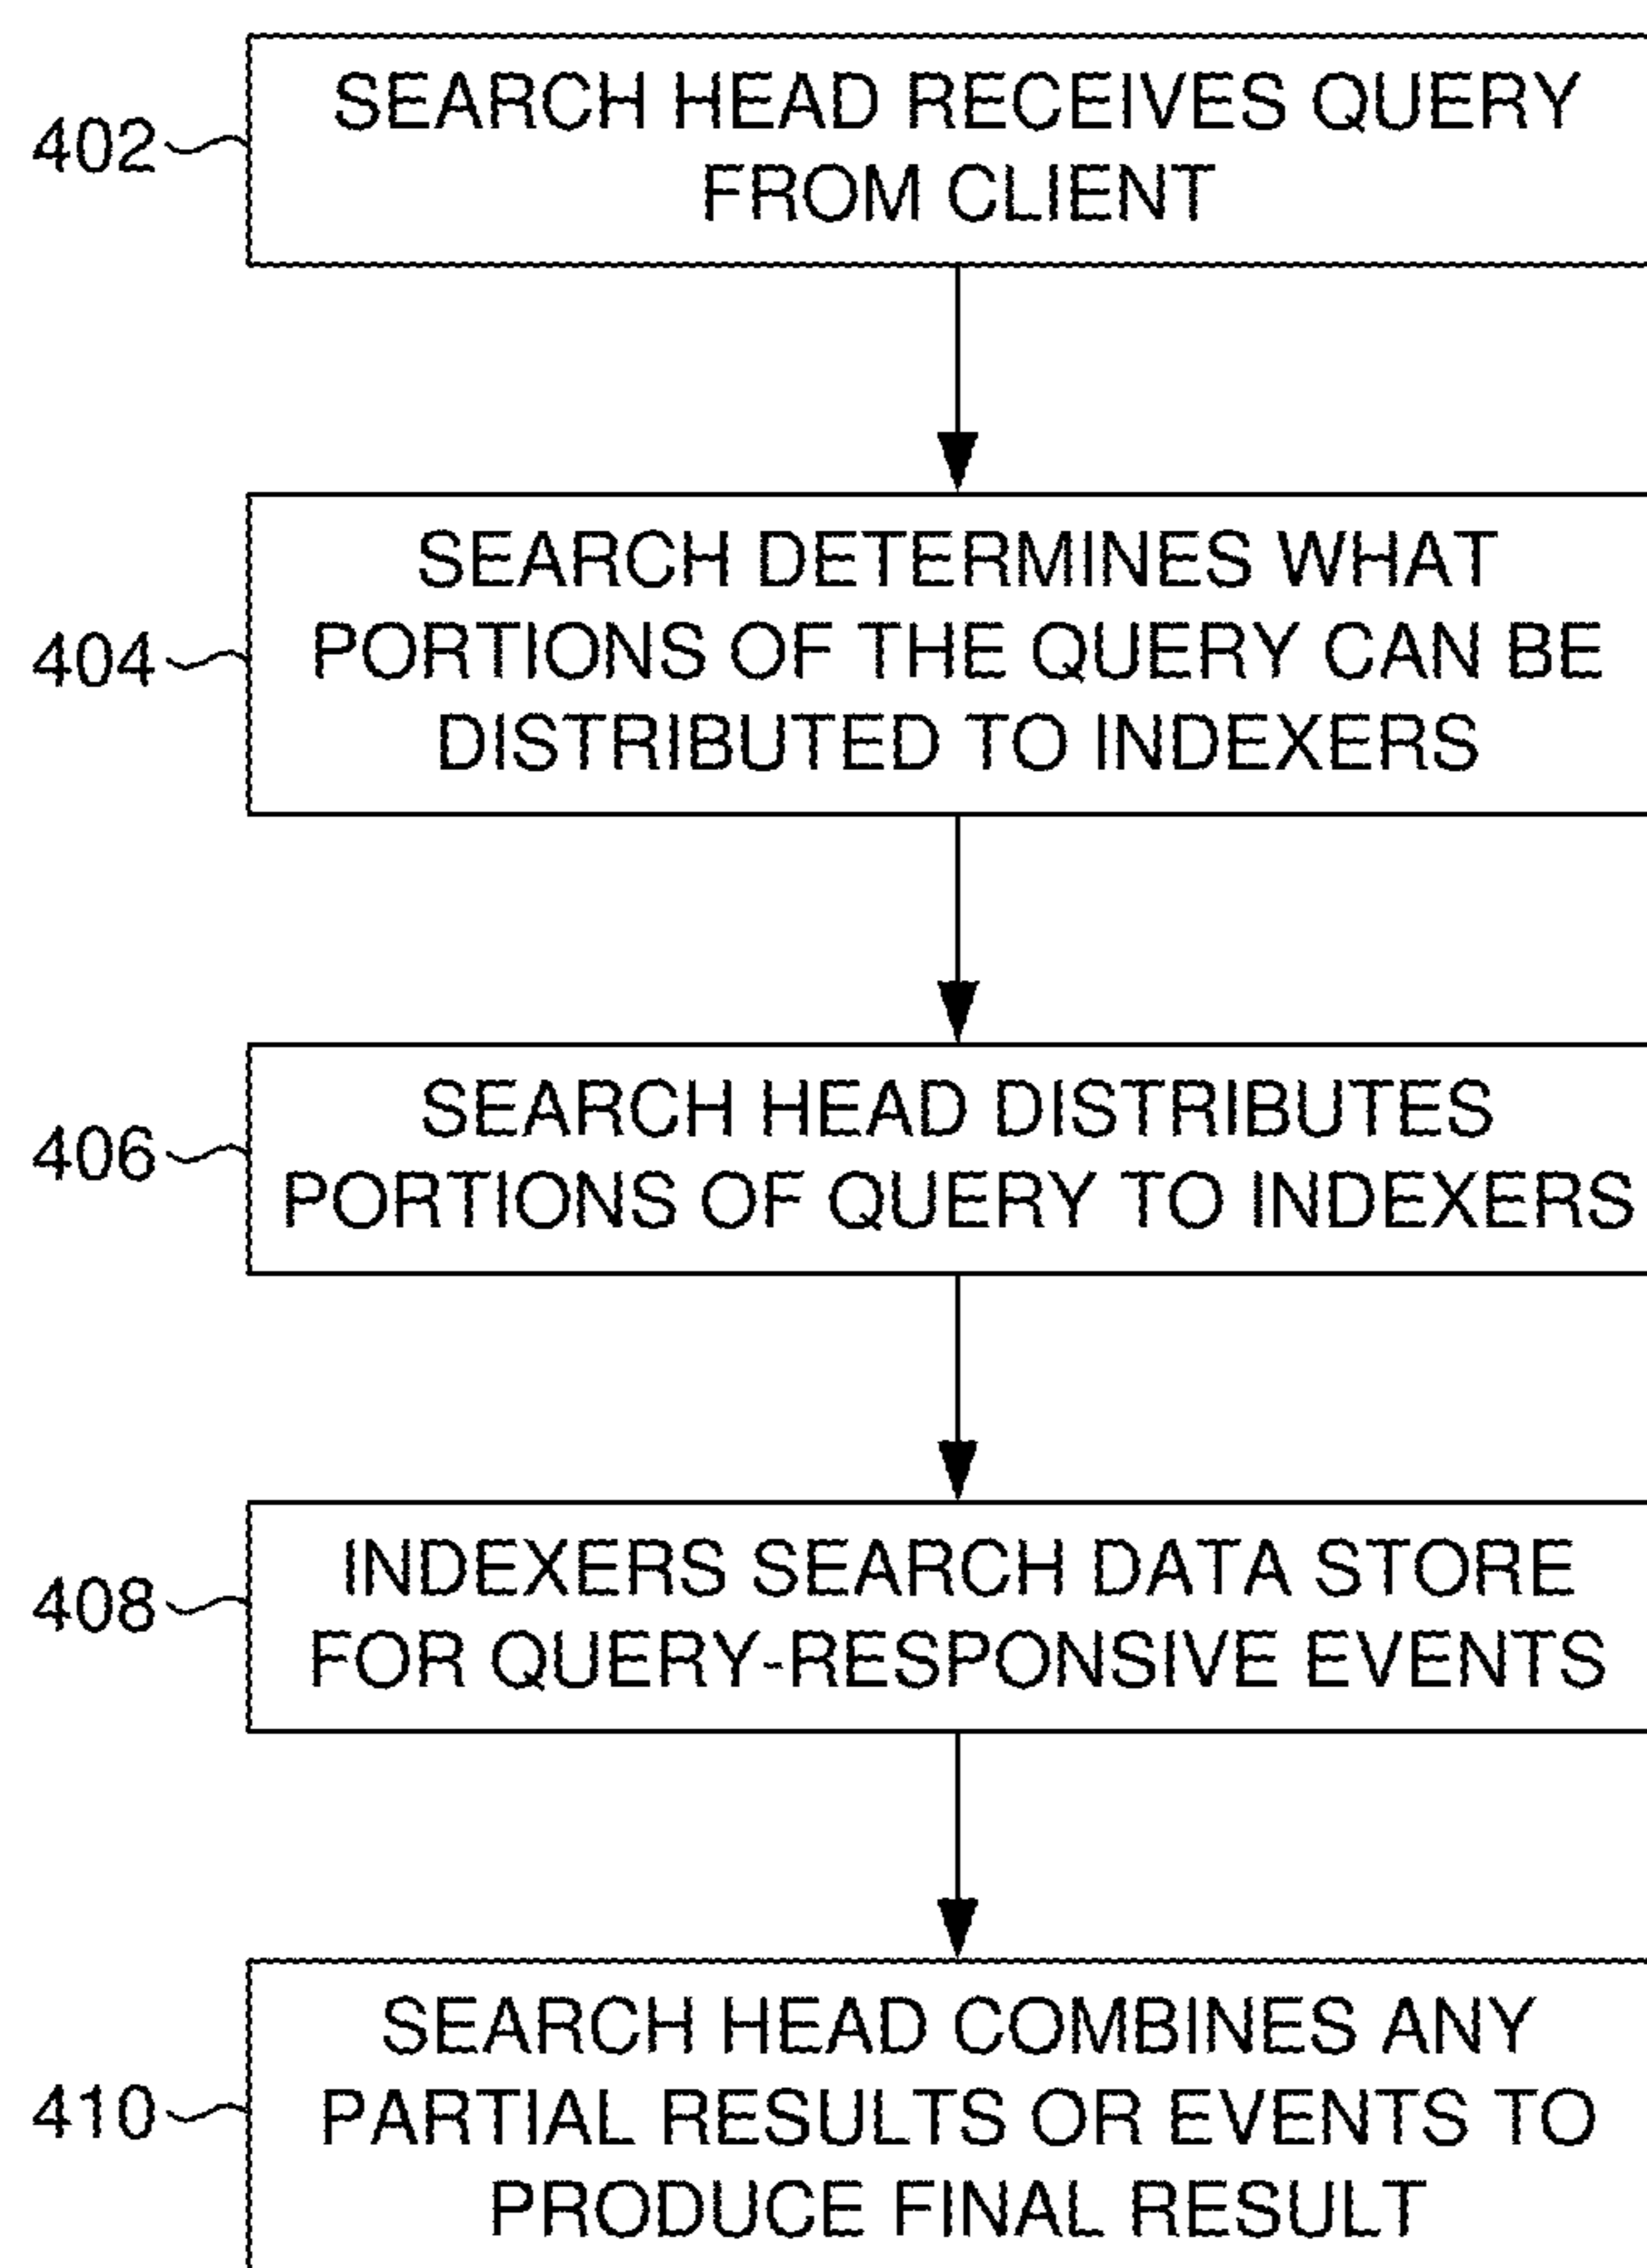 402
SEARCH HEAD RECEIVES QUERY
FROM CLIENT
404
SEARCH DETERMINES WHAT
PORTIONS OF THE QUERY CAN BE
DISTRIBUTED TO INDEXERS
406
SEARCH HEAD DISTRIBUTES
PORTIONS OF QUERY TO INDEXERS
408
INDEXERS SEARCH DATA STORE
FOR QUERY-RESPONSIVE EVENTS
410
SEARCH HEAD COMBINES ANY
PARTIAL RESULTS OR EVENTS TO
PRODUCE FINAL RESULT